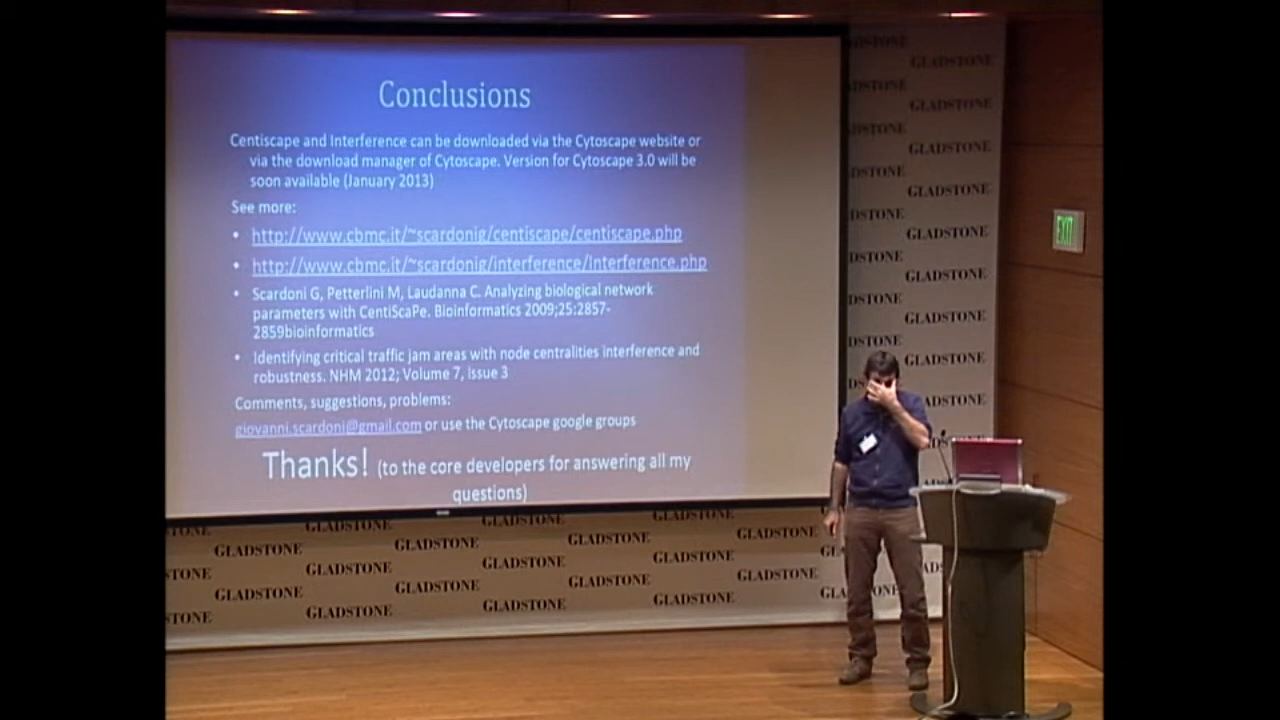 Conclusions
Centiscape and Interference can be downloaded via the Cytoscape website or
via the download manager of Cytoscape. Version for Cytoscape 3.0 will be
soon available (January 2013)
See more:
• http://www.cbmc.it/~scardonig/centiscape/centiscape.php
• http://www.cbmc.it/~scardonig/interference/Interference.php
• Scardoni G, Petterlini M, Laudanna C. Analyzing biological network
parameters with CentiScaPe. Bioinformatics 2009;25:2857-
2859bioinformatics
• Identifying critical traffic jam areas with node centralities interference and
robustness. NHM 2012; Volume 7, Issue 3
Comments, suggestions, problems:
giovanni.scardoni@gmail.com or use the Cytoscape google groups
Thanks! (to the core developers for answering all my
questions)
EXIT
GLADSTONE
GLADSTONE
GLADSTONE
GLADSTONE
GLADSTONE
GLADSTONE
GLADSTONE
GLADSTONE
GLADSTONE
GLADSTONE GLADSTONE GLADSTONE
GLADSTONE GLADSTONE GLADSTONE
GLADSTONE GLADSTONE GLADSTONE
GLADSTONE GLADSTONE GLADSTONE
GLADSTONE GLADSTONE GLADSTONE